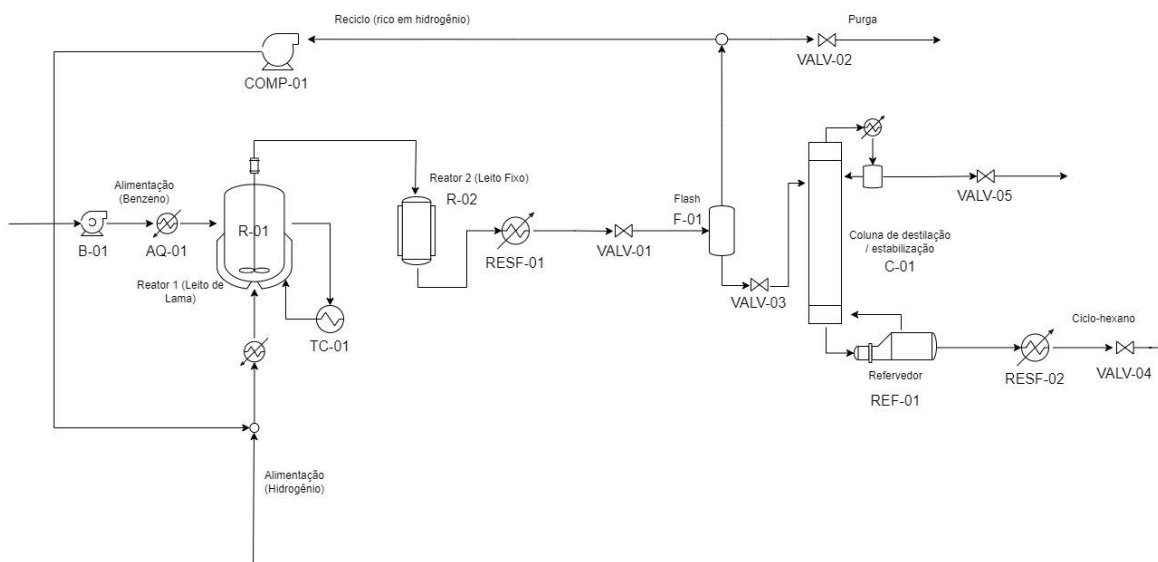 Reciclo (rico em hidrogênio)
Purga
COMP-01
VALV-02
Alimentação
(Benzeno)
Reator 2 (Leito Fixo)
R-02
Flash
F-01
VALV-05
B-01
AQ-01
R-01
RESF-01
VALV-01
Coluna de destilação
/ estabilização
C-01
Reator 1 (Leito de
Lama)
VALV-03
TC-01
Ciclo-hexano
Refervedor
REF-01
RESF-02
VALV-04
Alimentação
(Hidrogênio)